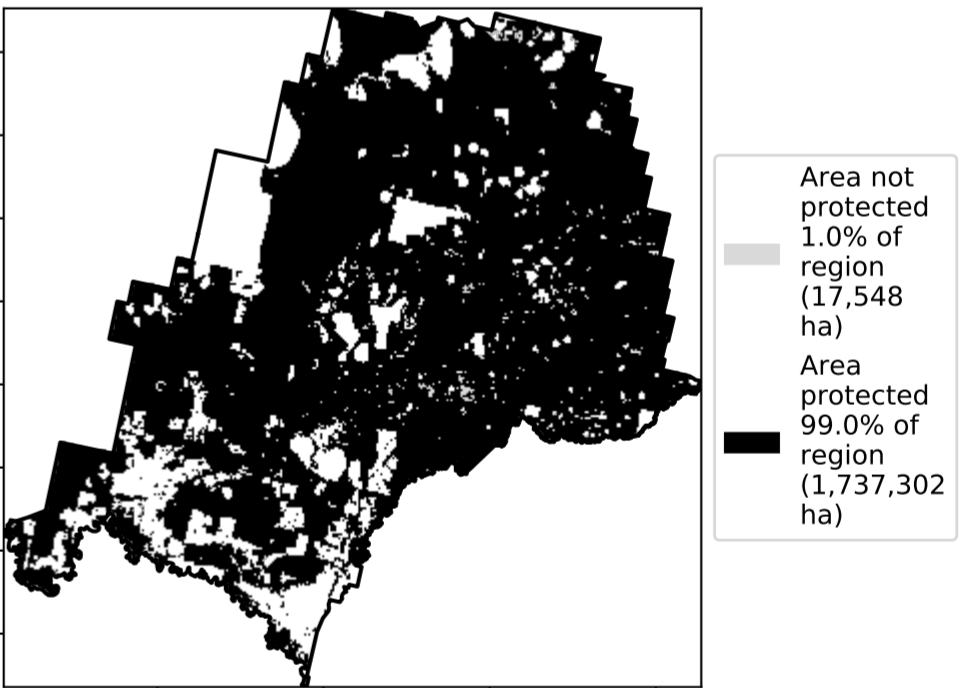 Area not
protected
1.0% of
region
(17,548
ha)
Area
protected
99.0% of
region
(1,737,302
ha)